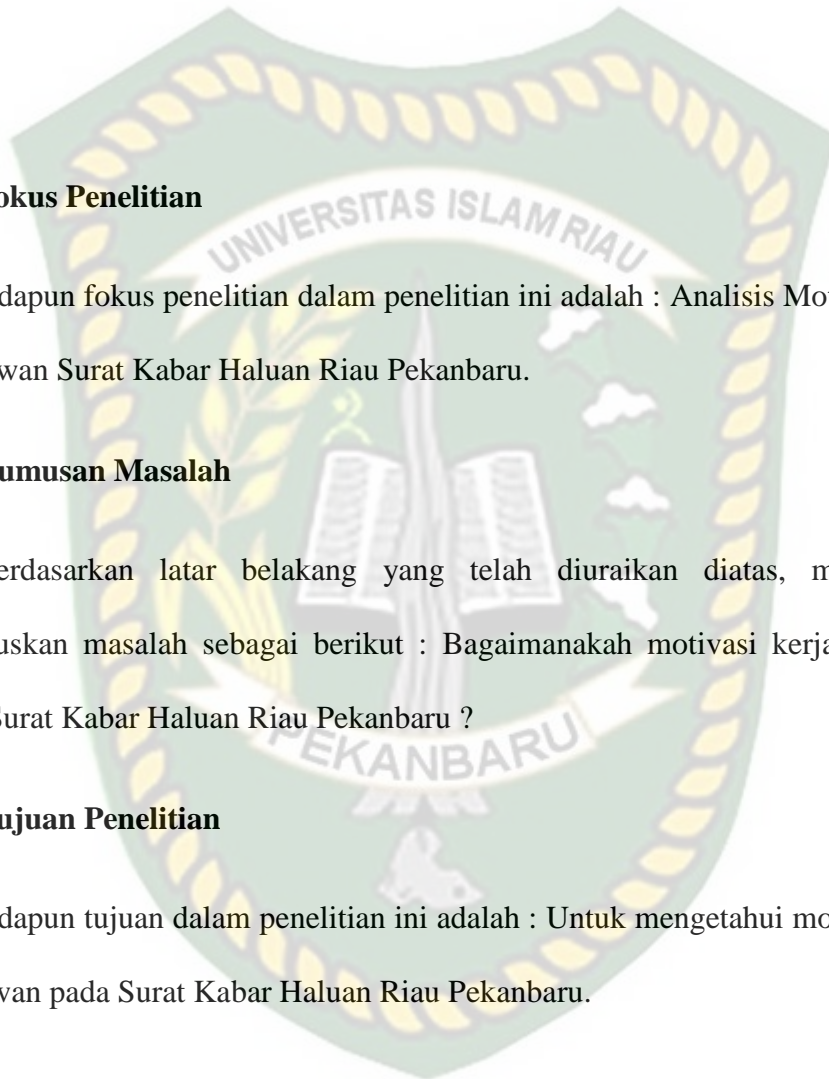 UNIVERSITAS ISLAM RIAU
okus Penelitian
dapun fokus penelitian dalam penelitian ini adalah : Analisis Mo
wan Surat Kabar Haluan Riau Pekanbaru.
umusan Masalah
erdasarkan latar belakang yang telah diuraikan diatas, m
uskan masalah sebagai berikut : Bagaimanakah motivasi kerja
Surat Kabar Haluan Riau Pekanbaru ?
PEKANBARU
ujuan Penelitian
dapun tujuan dalam penelitian ini adalah : Untuk mengetahui mo
wan pada Surat Kabar Haluan Riau Pekanbaru.